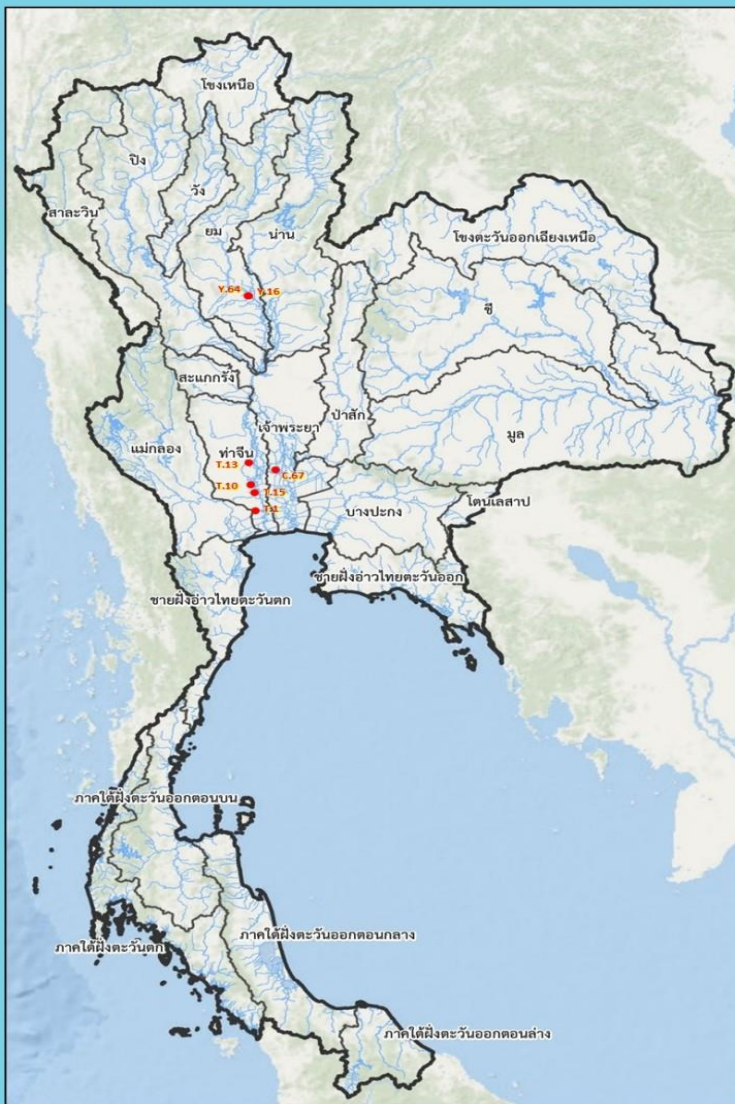 โขงเหนือ
ปิง
วัง
สาละวิน
ยม
น่าน
โขงตะวันออกเฉียงเหนือ
Y.64
Y.16
ชี
สะแกกรัง
เจ้าพระยา
ป่าสัก
มูล
แม่กลอง
ท่าจีน
T.13
C.67
T.10
T.15
โตนเลสาป
บางปะกง
T.1
ชายฝั่งอ่าวไทยตะวันออก
ชายฝั่งอ่าวไทยตะวันตก
ภาคใต้ฝั่งตะวันออกตอนบน
ภาคใต้ฝั่งตะวันออกตอนกลาง
ภาคใต้ฝั่งตะวันตก
ภาคใต้ฝั่งตะวันออกตอนล่าง